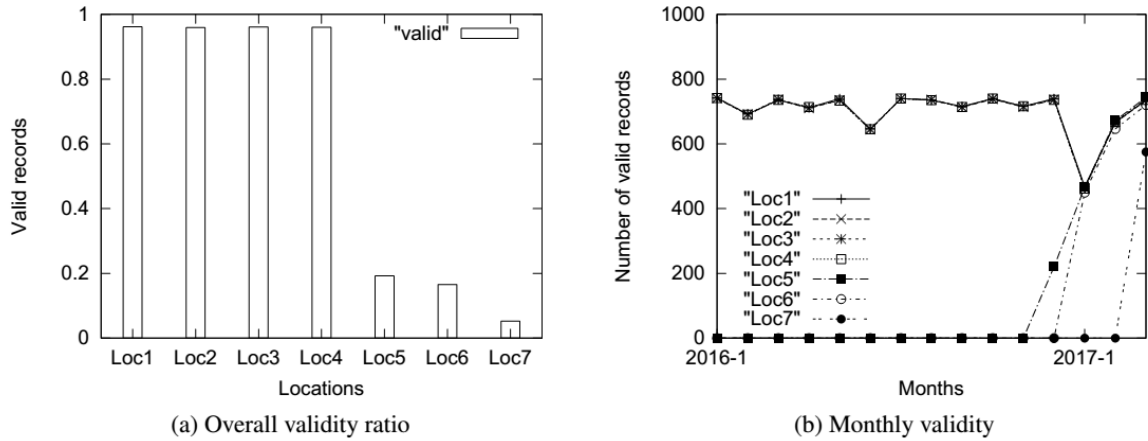 1
0.8
0.6
0.4
0.2
0
Valid records
"valid"
Loc1 Loc2 Loc3 Loc4 Loc5 Loc6 Loc7
Locations
(a) Overall validity ratio
1000
800
600
400
200
0
Number of valid records
"Loc1"
"Loc2"
"Loc3"
"Loc4"
"Loc5"
"Loc6"
"Loc7"
2016-1 2017-1
Months
(b) Monthly validity